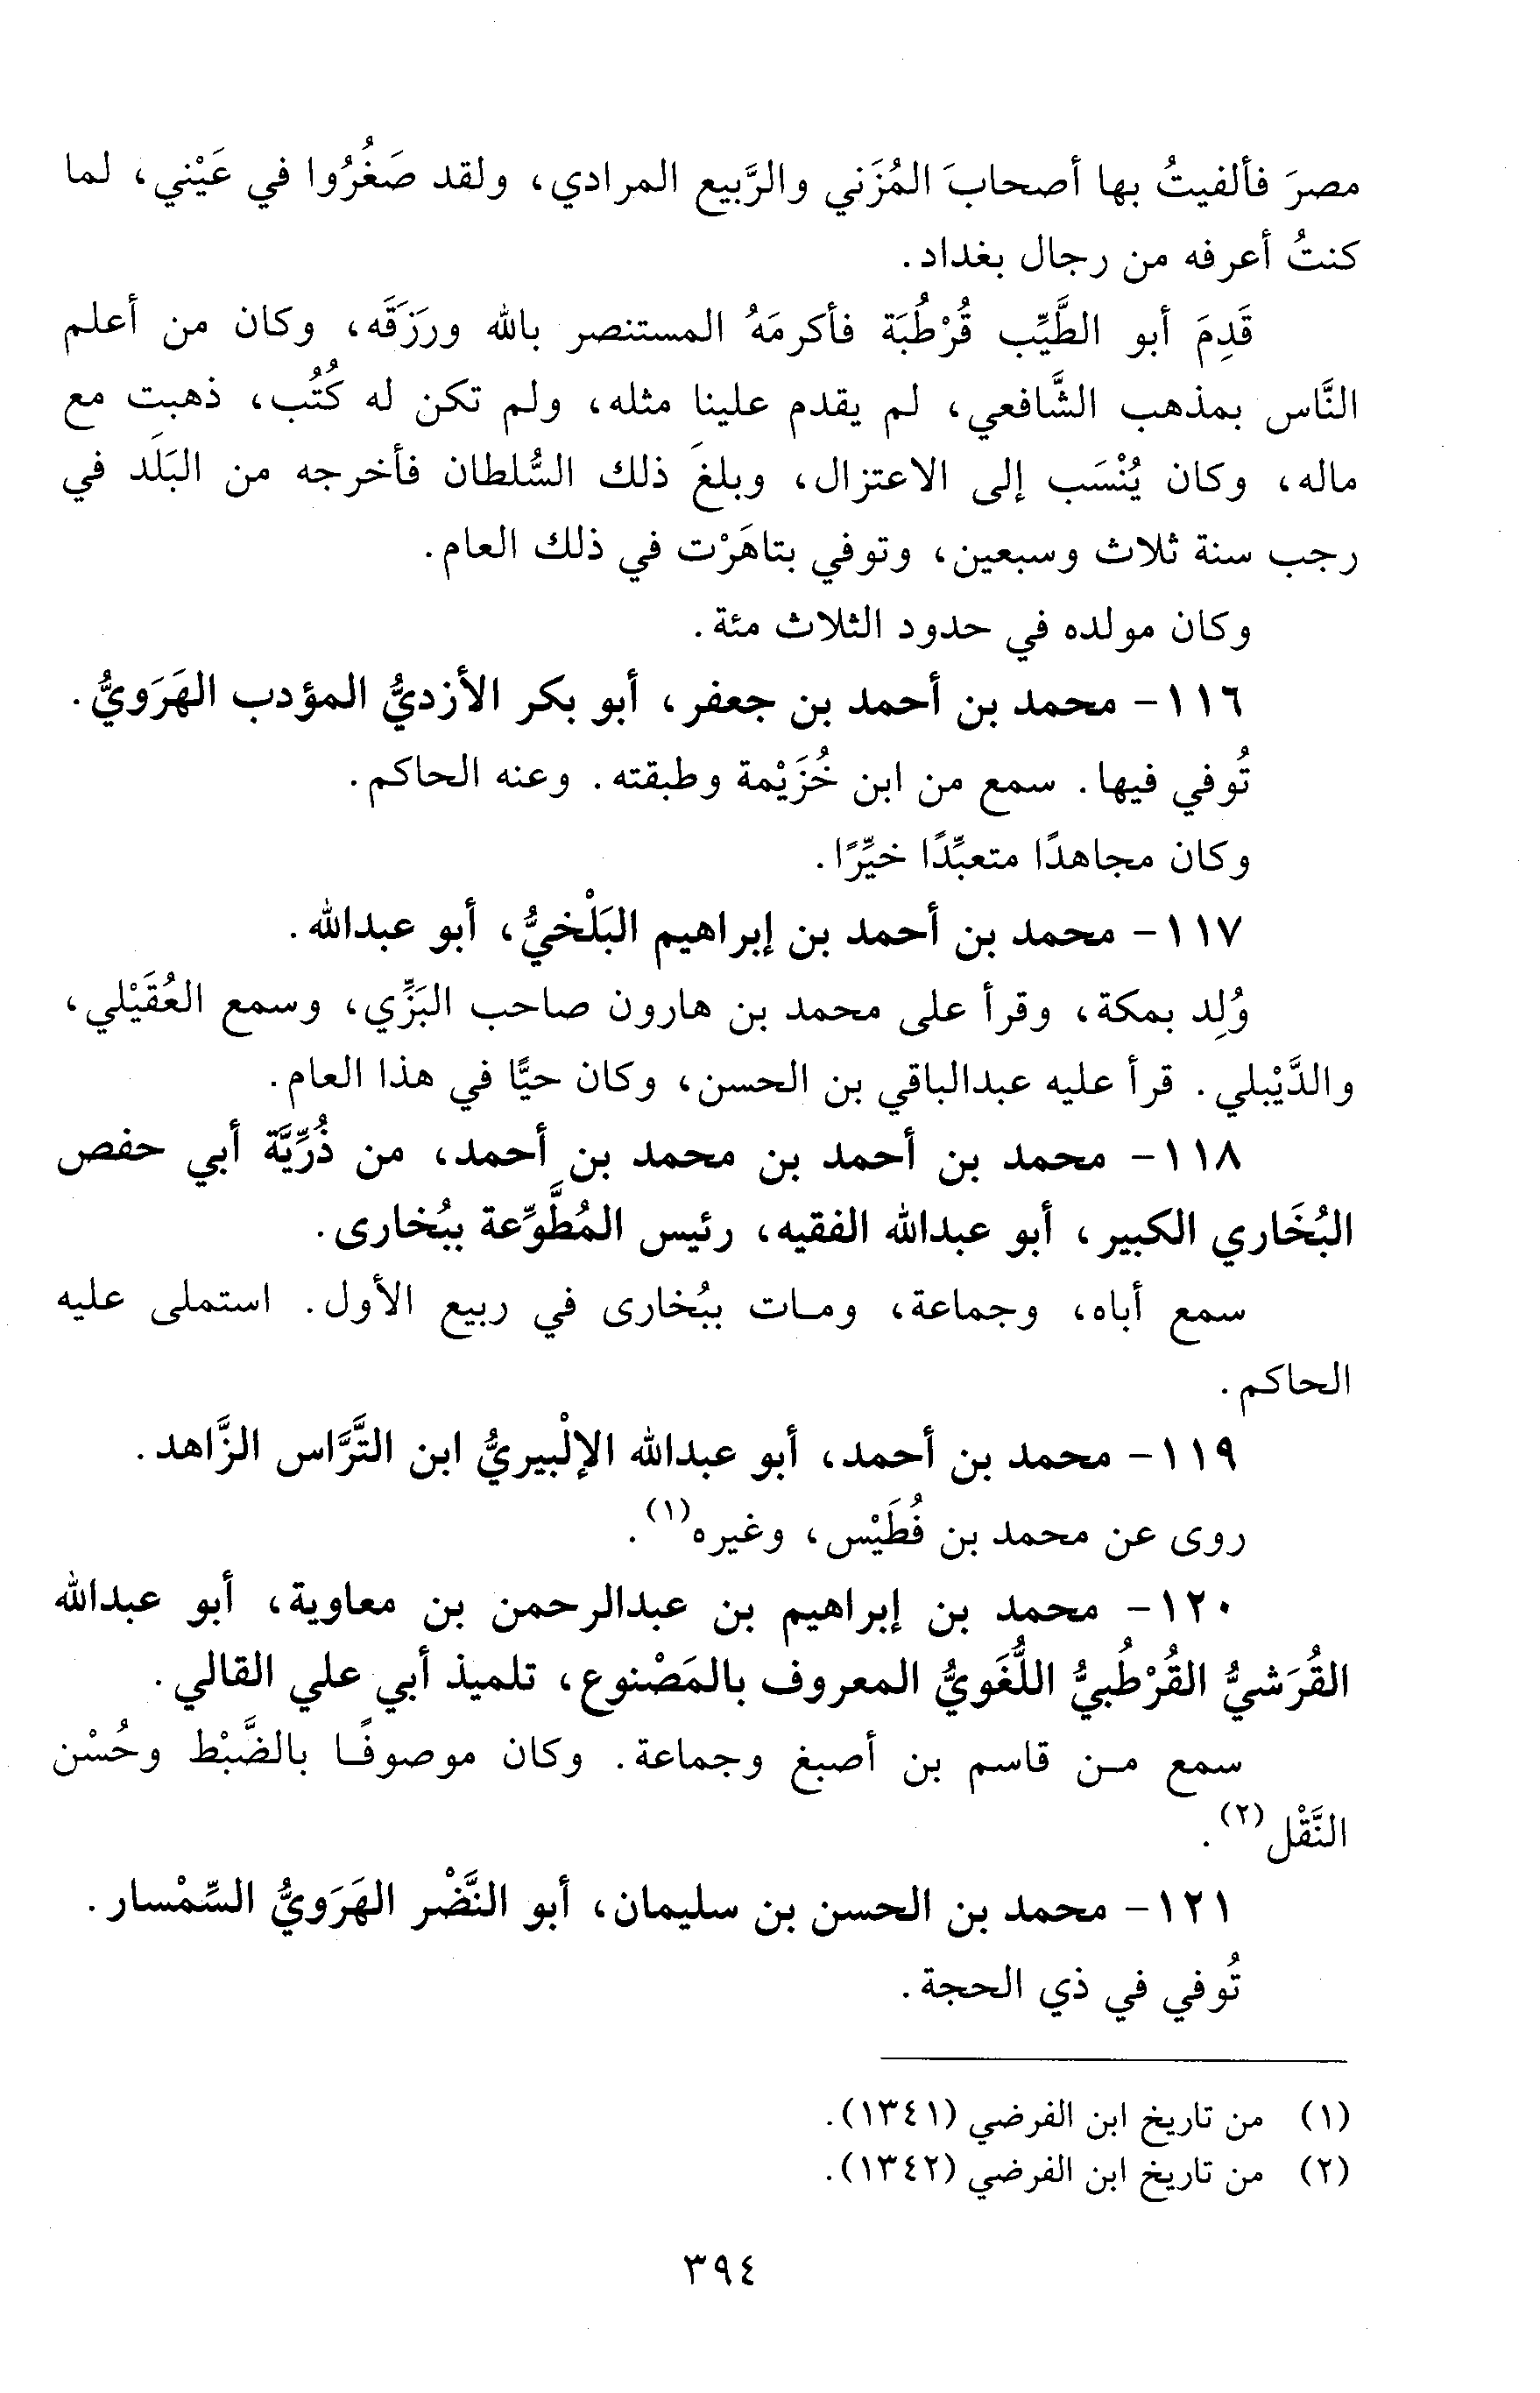 مصرَ فألفيتُ بها أصحابَ المُزَني والرَّبيع المرادي، ولقد صَغُرُوا في عَيْني، لما
كنتُ أعرفه من رجال بغداد.
قَدِمَ أبو الطَّيِّب قُرْطُبَة فأكرمَهُ المستنصر بالله ورَزَقَه، وكان من أعلم
النَّاس بمذهب الشَّافعي، لم يقدم علينا مثله، ولم تكن له كُتُب، ذهبت مع
ماله، وكان يُنْسَب إلى الاعتزال، وبلغَ ذلك السُّلطان فأخرجه من البَلَد في
رجب سنة ثلاث وسبعين، وتوفي بتاهَرْت في ذلك العام.
وكان مولده في حدود الثلاث مئة.
١١٦- محمد بن أحمد بن جعفر، أبو بكر الأزديُّ المؤدب الهَرَويُّ.
تُوفي فيها. سمع من ابن خُزَيْمة وطبقته. وعنه الحاكم.
وكان مجاهدًا متعبِّدًا خيِّرًا.
١١٧- محمد بن أحمد بن إبراهيم البَلْخيُّ، أبو عبدالله.
وُلِد بمكة، وقرأ على محمد بن هارون صاحب البَزِّي، وسمع العُقَيْلي،
والدَّيْبلي. قرأ عليه عبدالباقي بن الحسن، وكان حيًّا في هذا العام.
١١٨- محمد بن أحمد بن محمد بن أحمد، من ذُرِّيَّة أبي حفص
البُخَاري الكبير، أبو عبدالله الفقيه، رئيس المُطَّوِّعة ببُخارى.
سمع أباه، وجماعة، ومات ببُخارى في ربيع الأول. استملى عليه
الحاكم.
١١٩- محمد بن أحمد، أبو عبدالله الإلْبيريُّ ابن التَّرَّاس الزَّاهد.
روى عن محمد بن فُطَيْس، وغيره(١).
١٢٠- محمد بن إبراهيم بن عبدالرحمن بن معاوية، أبو عبدالله
القُرَشيُّ القُرْطُبيُّ اللُّغَويُّ المعروف بالمَصْنوع، تلميذ أبي علي القالي.
سمع من قاسم بن أصبغ وجماعة. وكان موصوفًا بالضَّبْط وحُسْن
النَّقْل(٢).
١٢١- محمد بن الحسن بن سليمان، أبو النَّضْر الهَرَويُّ السِّمْسار.
تُوفي في ذي الحجة.
(١) من تاريخ ابن الفرضي (١٣٤١).
(٢) من تاريخ ابن الفرضي (١٣٤٢).
٣٩٤